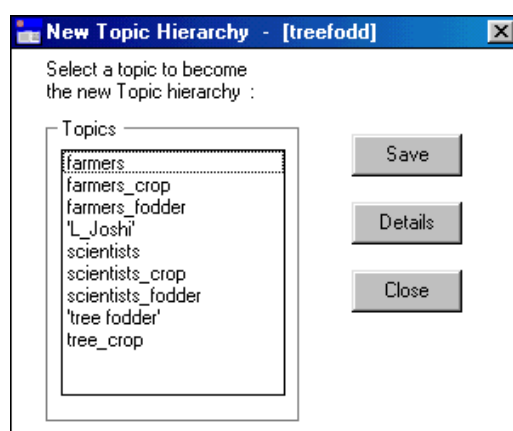 New Topic Hierarchy - [treefodd]
Select a topic to become
the new Topic hierarchy :
Topics
farmers
farmers_crop
farmers_fodder
'L_Joshi'
scientists
scientists_crop
scientists_fodder
'tree fodder'
tree_crop
Save
Details
Close